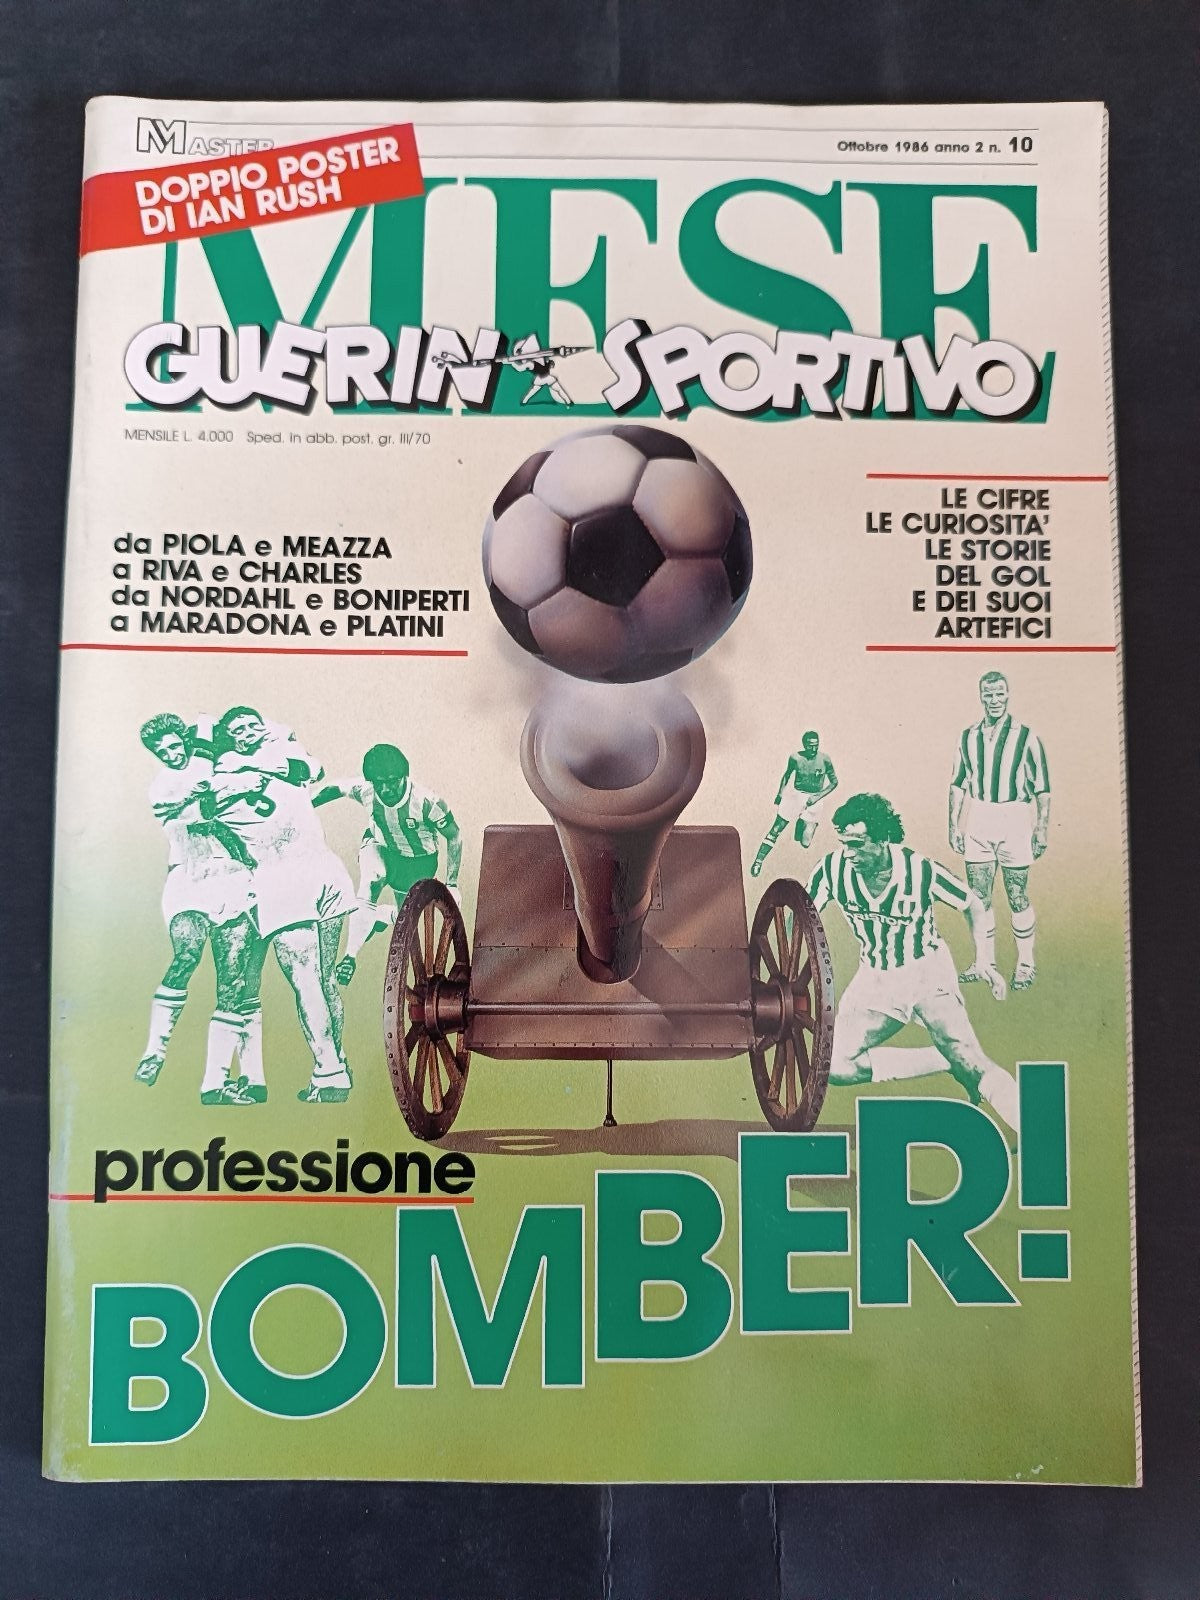 MASTER
Ottobre 1986 anno 2 n. 10
DOPPIO POSTER
DI IAN RUSH
MESE
GUERIN SPORTIVO
MENSILE L. 4.000 Sped. in abb. post. gr. III/70
da PIOLA e MEAZZA
a RIVA e CHARLES
da NORDAHL e BONIPERTI
a MARADONA e PLATINI
LE CIFRE
LE CURIOSITA'
LE STORIE
DEL GOL
E DEI SUOI
ARTEFICI
ARISTON
professione
BOMBER!